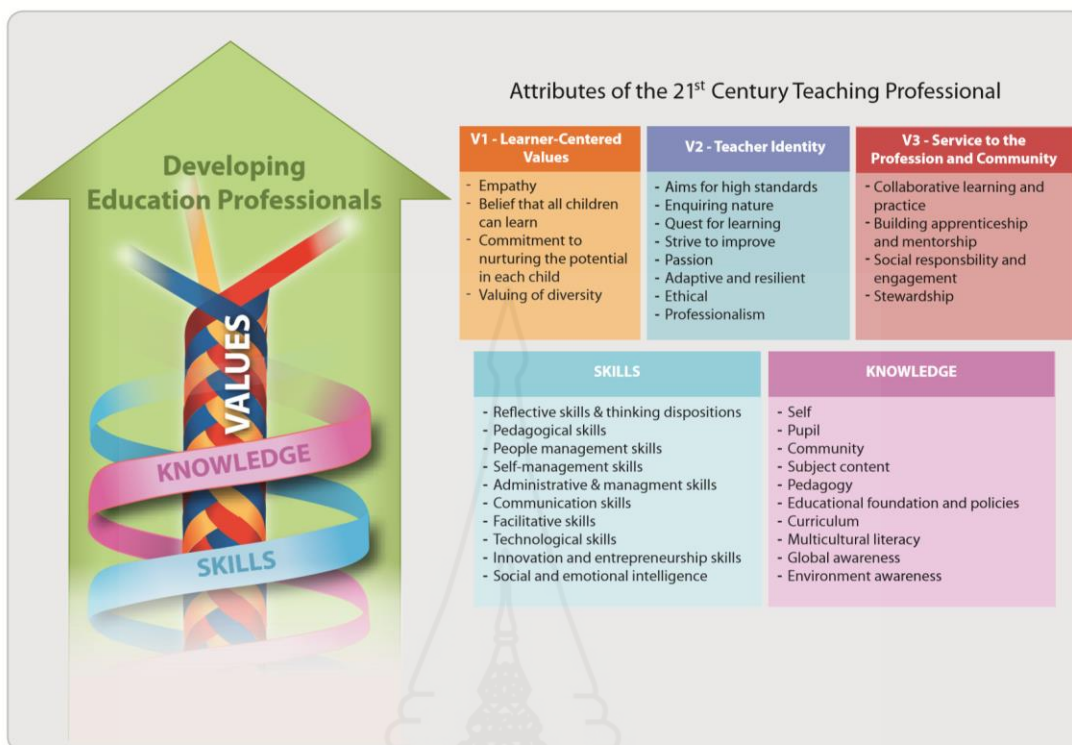 Developing
Education Professionals
VALUES
KNOWLEDGE
SKILLS
Attributes of the 21st Century Teaching Professional
V1 - Learner-Centered
Values
- Empathy
- Belief that all children
can learn
- Commitment to
nurturing the potential
in each child
- Valuing of diversity
V2 - Teacher Identity
- Aims for high standards
- Enquiring nature
- Quest for learning
- Strive to improve
- Passion
- Adaptive and resilient
- Ethical
- Professionalism
V3 - Service to the
Profession and Community
- Collaborative learning and
practice
- Building apprenticeship
and mentorship
- Social responsbility and
engagement
- Stewardship
SKILLS
- Reflective skills & thinking dispositions
- Pedagogical skills
- People management skills
- Self-management skills
- Administrative & managment skills
- Communication skills
- Facilitative skills
- Technological skills
- Innovation and entrepreneurship skills
- Social and emotional intelligence
KNOWLEDGE
- Self
- Pupil
- Community
- Subject content
- Pedagogy
- Educational foundation and policies
- Curriculum
- Multicultural literacy
- Global awareness
- Environment awareness